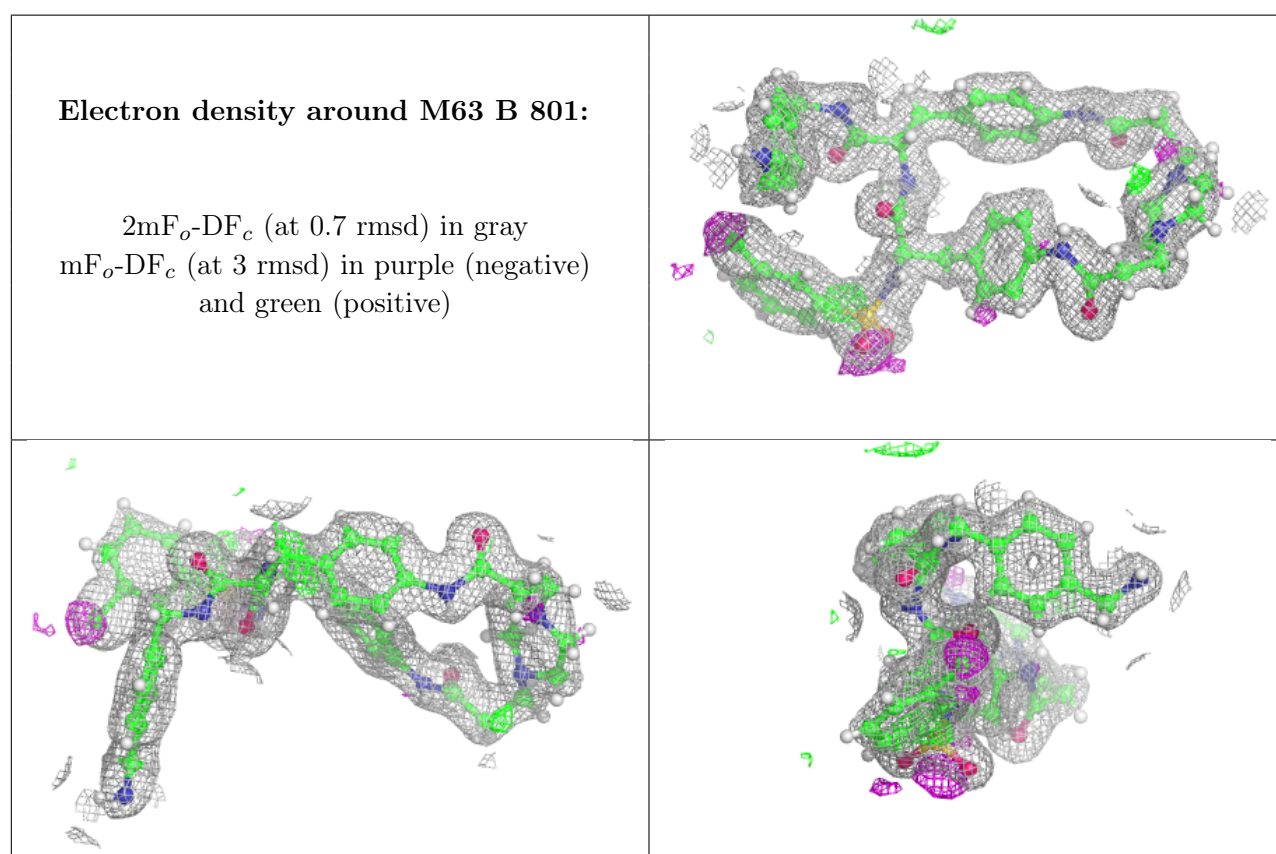 Electron density around M63 B 801:
2mFₒ-DF𝒸 (at 0.7 rmsd) in gray
mFₒ-DF𝒸 (at 3 rmsd) in purple (negative)
and green (positive)